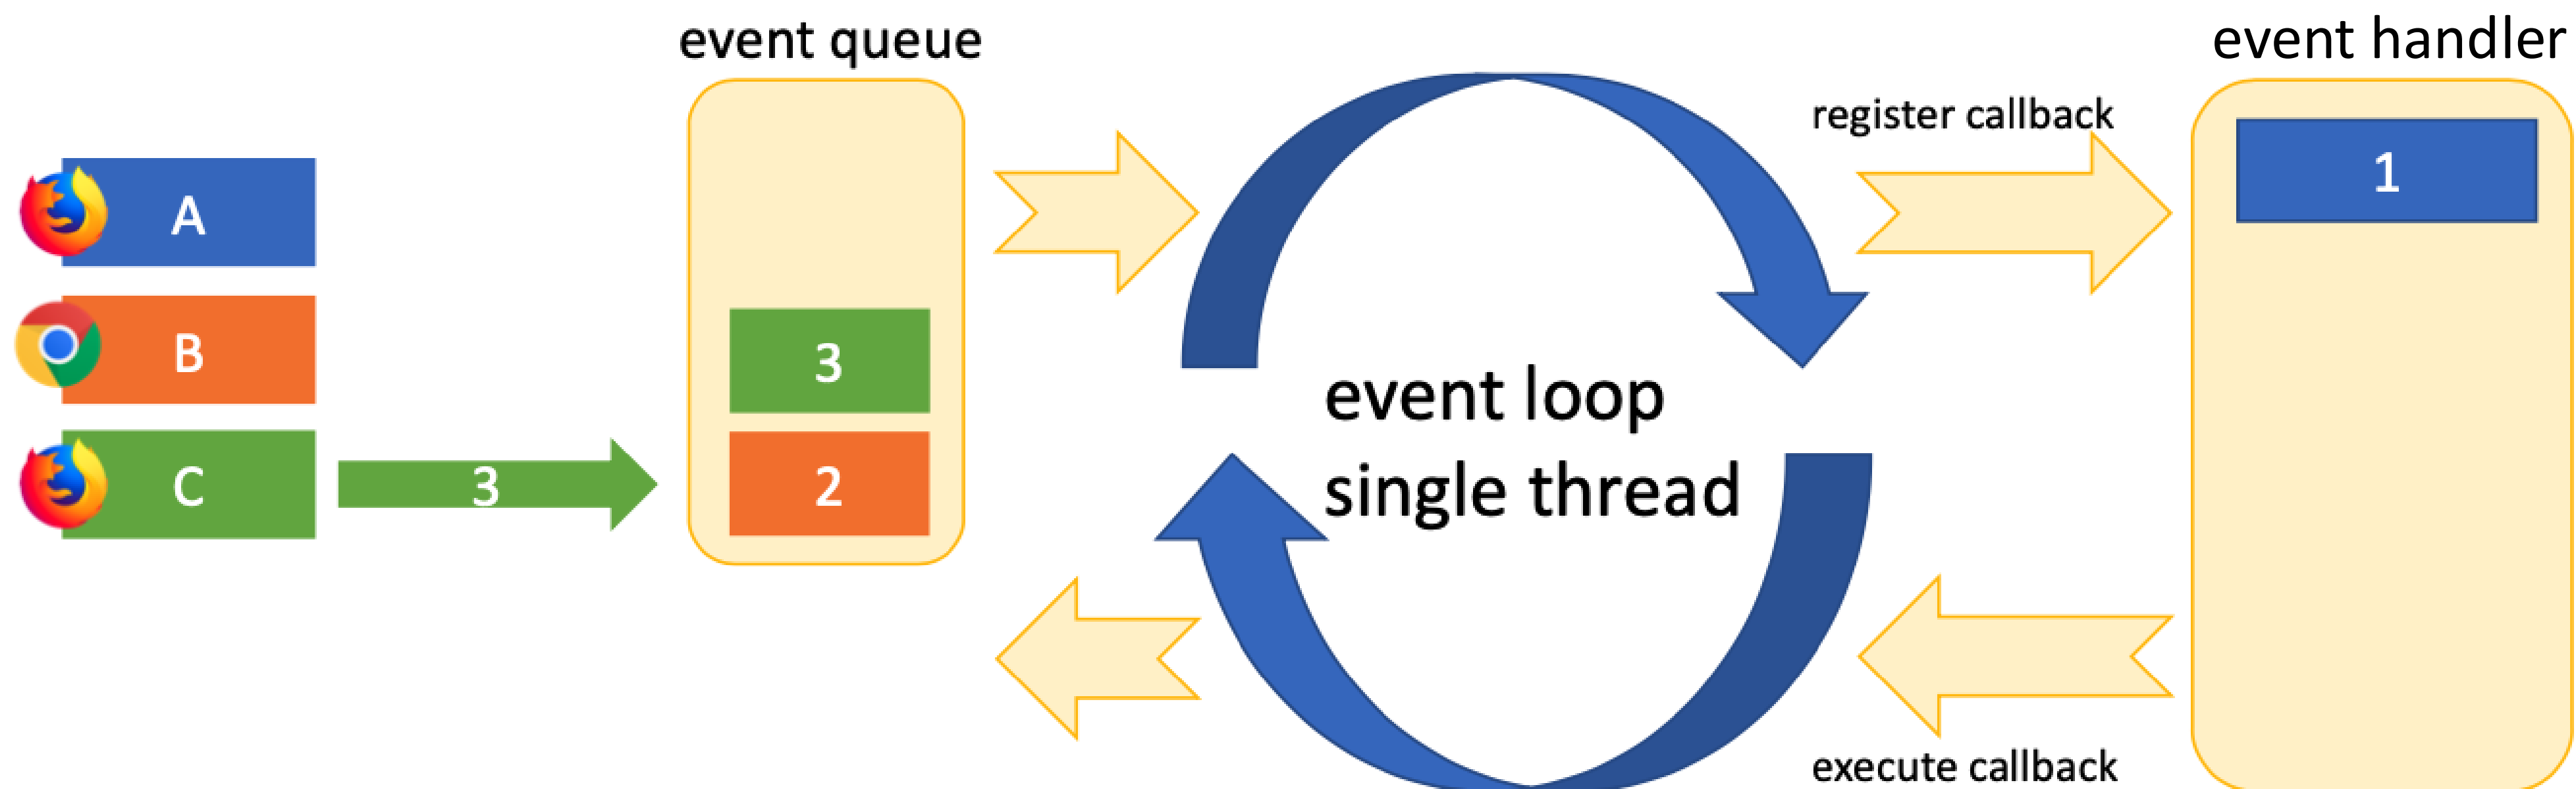 event queue
event handler
register callback
A
B
C
3
3
2
event loop
single thread
1
execute callback